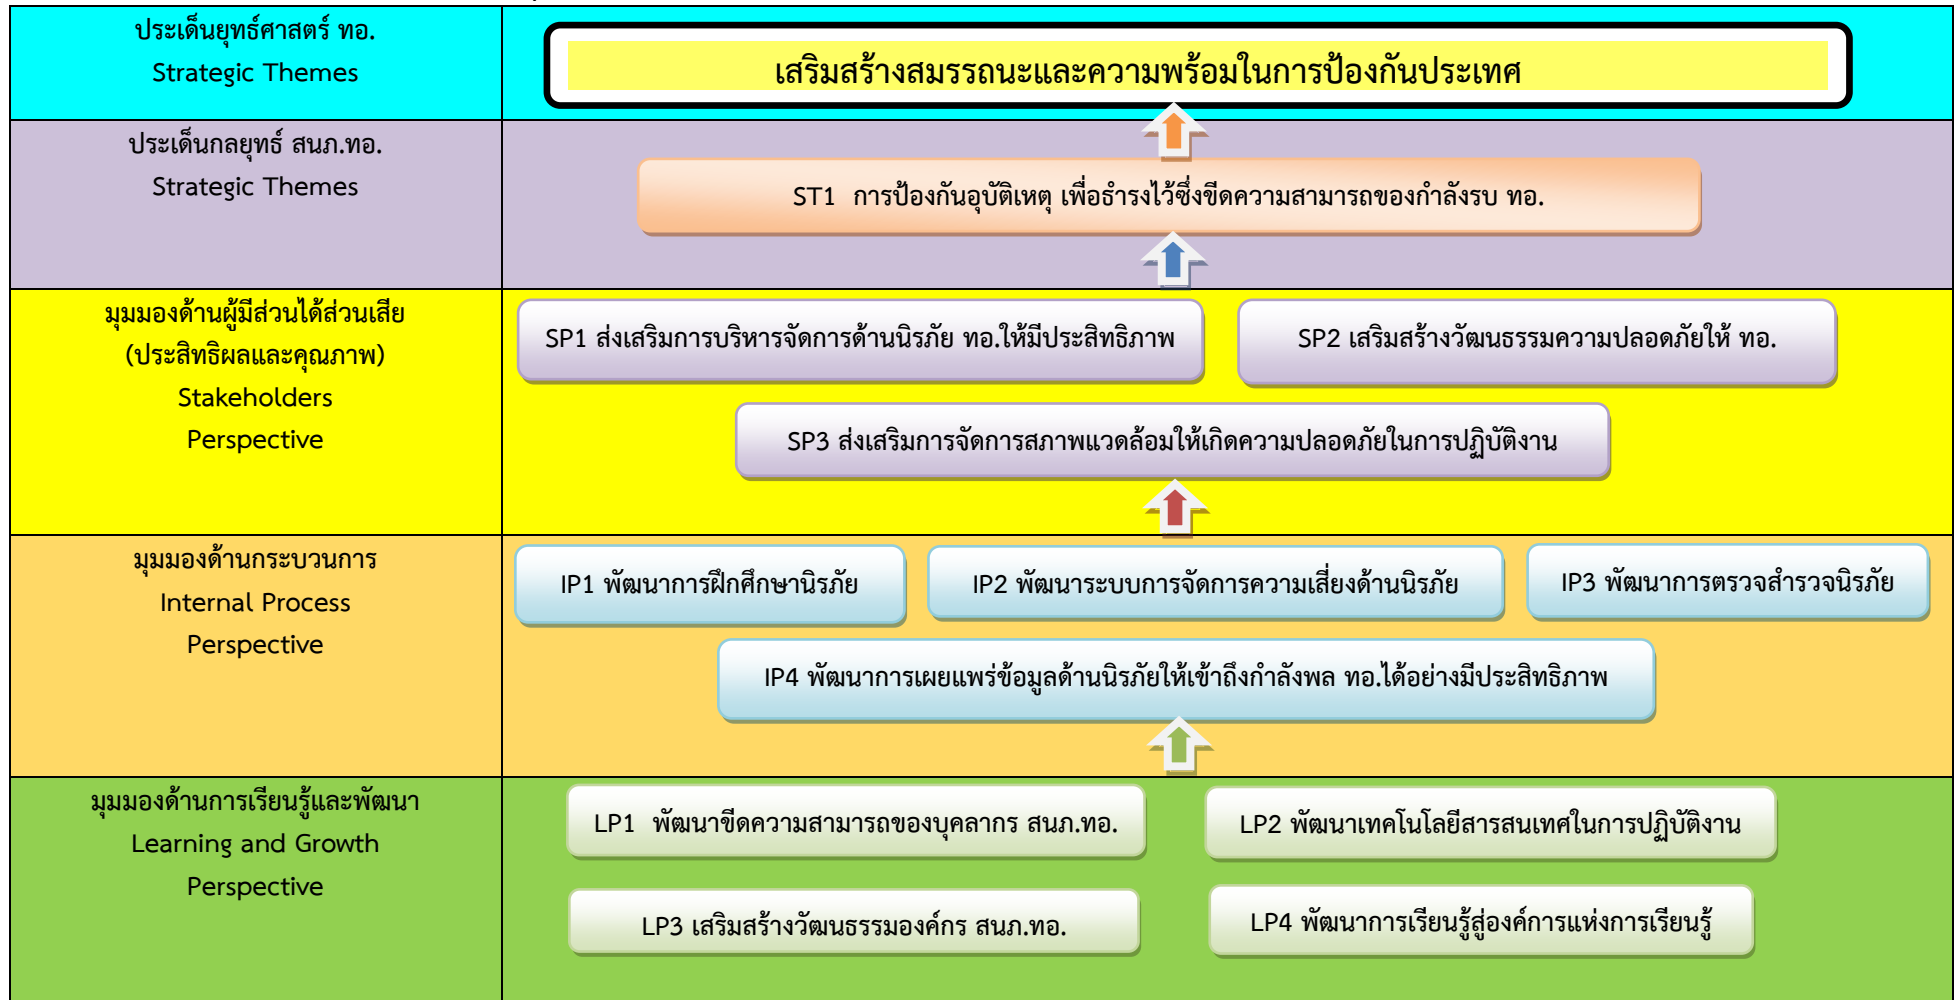 ประเด็นยุทธ์ศาสตร์ ทอ.
Strategic Themes
เสริมสร้างสมรรถนะและความพร้อมในการป้องกันประเทศ
ประเด็นกลยุทธ์ สนภ.ทอ.
Strategic Themes
ST1 การป้องกันอุบัติเหตุ เพื่อธำรงไว้ซึ่งขีดความสามารถของกำลังรบ ทอ.
มุมมองด้านผู้มีส่วนได้ส่วนเสีย
(ประสิทธิผลและคุณภาพ)
Stakeholders
Perspective
SP1 ส่งเสริมการบริหารจัดการด้านนิรภัย ทอ.ให้มีประสิทธิภาพ
SP2 เสริมสร้างวัฒนธรรมความปลอดภัยให้ ทอ.
SP3 ส่งเสริมการจัดการสภาพแวดล้อมให้เกิดความปลอดภัยในการปฏิบัติงาน
มุมมองด้านกระบวนการ
Internal Process
Perspective
IP1 พัฒนาการฝึกศึกษานิรภัย
IP2 พัฒนาระบบการจัดการความเสี่ยงด้านนิรภัย
IP3 พัฒนาการตรวจสำรวจนิรภัย
IP4 พัฒนาการเผยแพร่ข้อมูลด้านนิรภัยให้เข้าถึงกำลังพล ทอ.ได้อย่างมีประสิทธิภาพ
มุมมองด้านการเรียนรู้และพัฒนา
Learning and Growth
Perspective
LP1 พัฒนาขีดความสามารถของบุคลากร สนภ.ทอ.
LP2 พัฒนาเทคโนโลยีสารสนเทศในการปฏิบัติงาน
LP3 เสริมสร้างวัฒนธรรมองค์กร สนภ.ทอ.
LP4 พัฒนาการเรียนรู้สู่องค์การแห่งการเรียนรู้